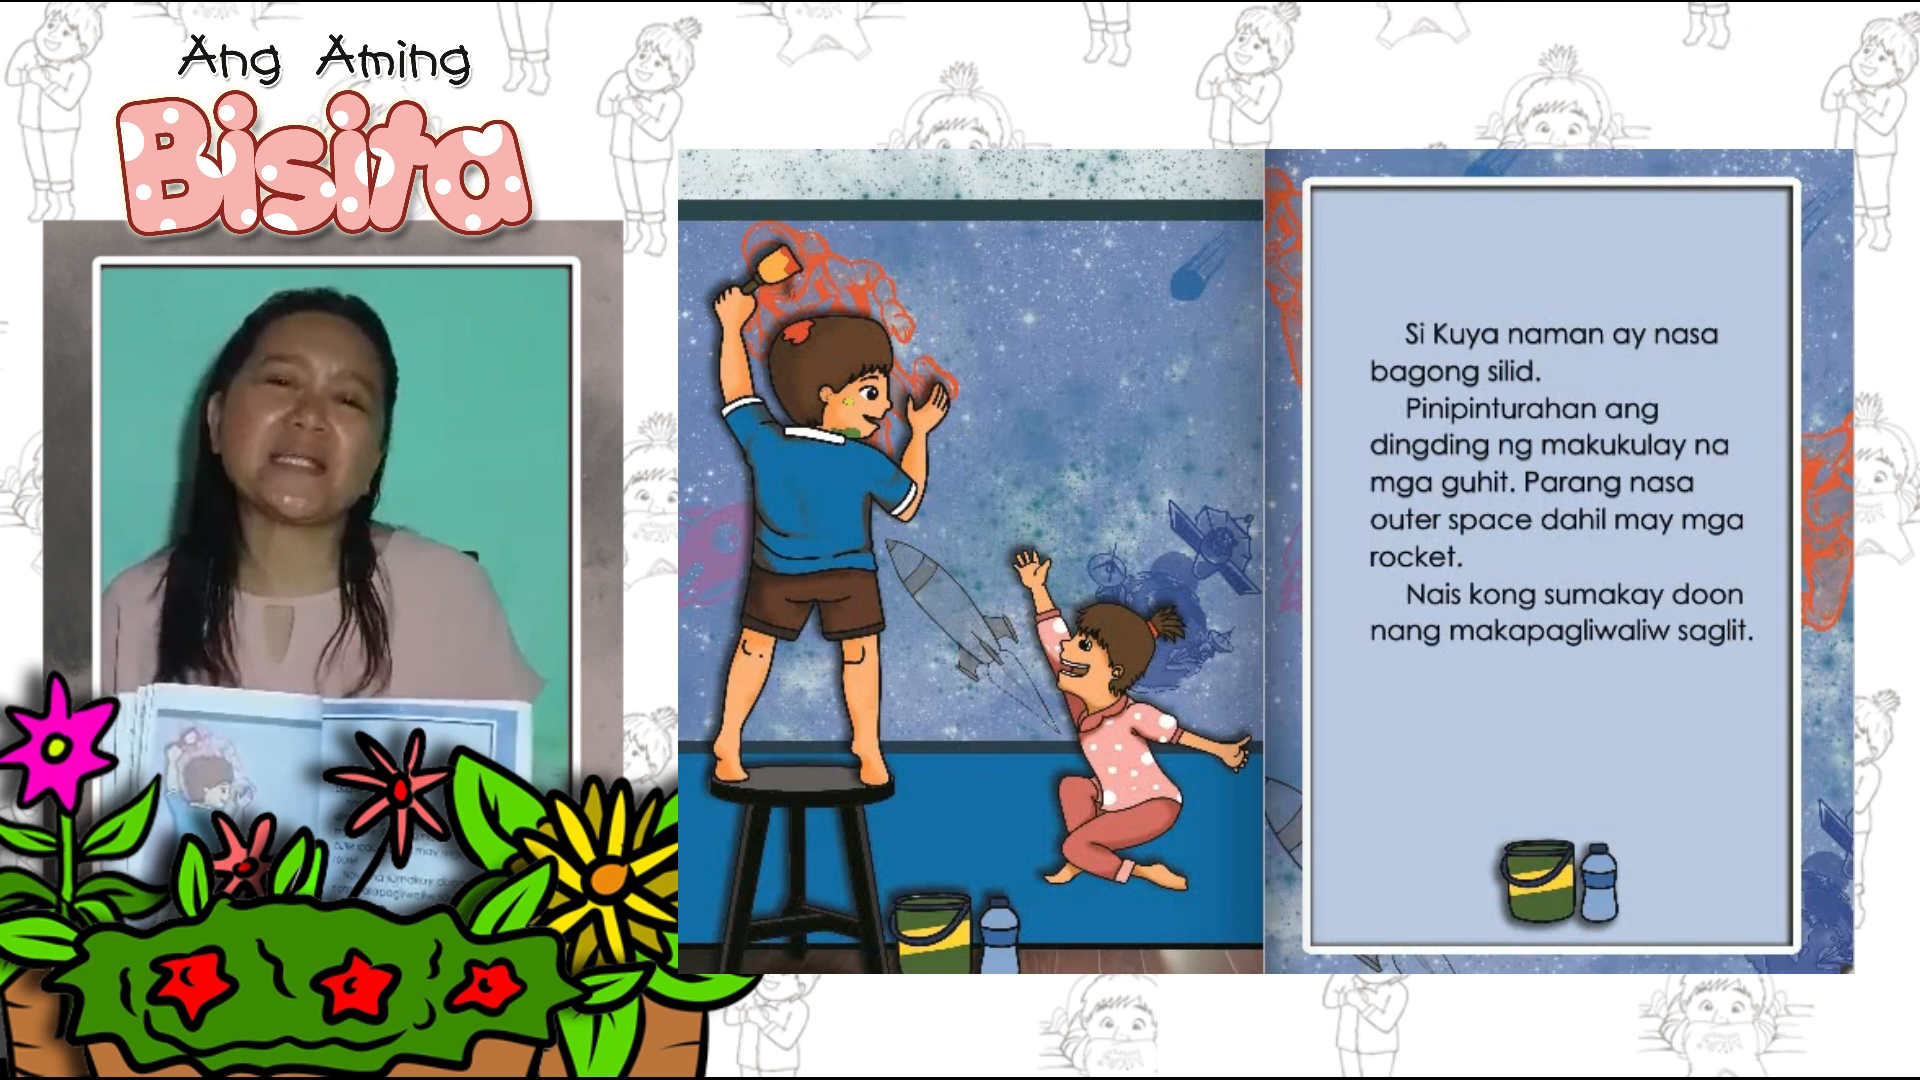 Ang Aming
Bisita
Si Kuya naman ay nasa
bagong silid.
Pinipinturahan ang
dingding ng makukulay na
mga guhit. Parang nasa
outer space dahil may mga
rocket.
Nais kong sumakay doon
nang makapagliwaliw saglit.